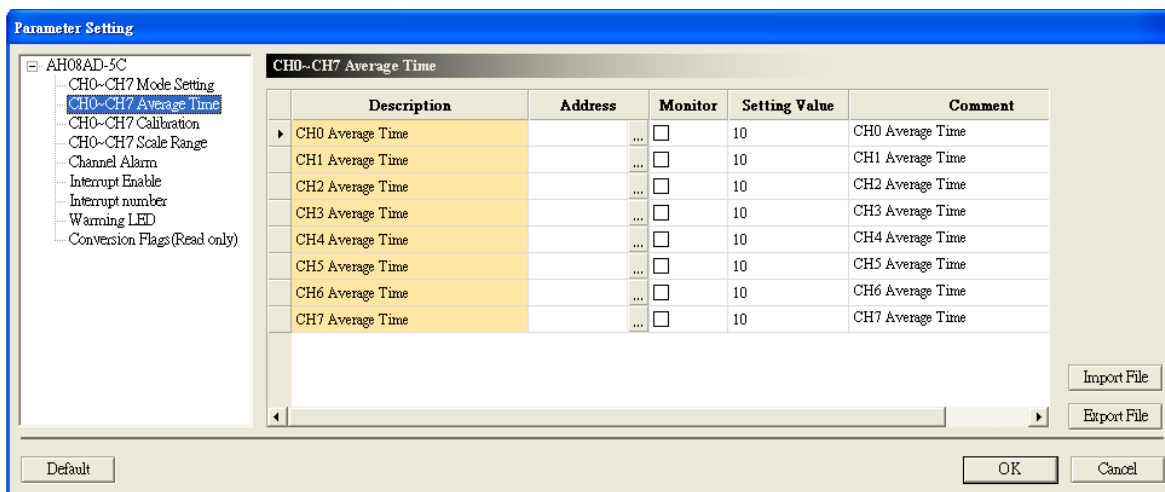 Parameter Setting
AH08AD-5C
CH0~CH7 Mode Setting
CH0~CH7 Average Time
CH0~CH7 Calibration
CH0~CH7 Scale Range
Channel Alarm
Interrupt Enable
Interrupt number
Warning LED
Conversion Flags(Read only)
CH0~CH7 Average Time
Description Address Monitor Setting Value Comment
CH0 Average Time ... 10 CH0 Average Time
CH1 Average Time ... 10 CH1 Average Time
CH2 Average Time ... 10 CH2 Average Time
CH3 Average Time ... 10 CH3 Average Time
CH4 Average Time ... 10 CH4 Average Time
CH5 Average Time ... 10 CH5 Average Time
CH6 Average Time ... 10 CH6 Average Time
CH7 Average Time ... 10 CH7 Average Time
Import File
Export File
Default OK Cancel